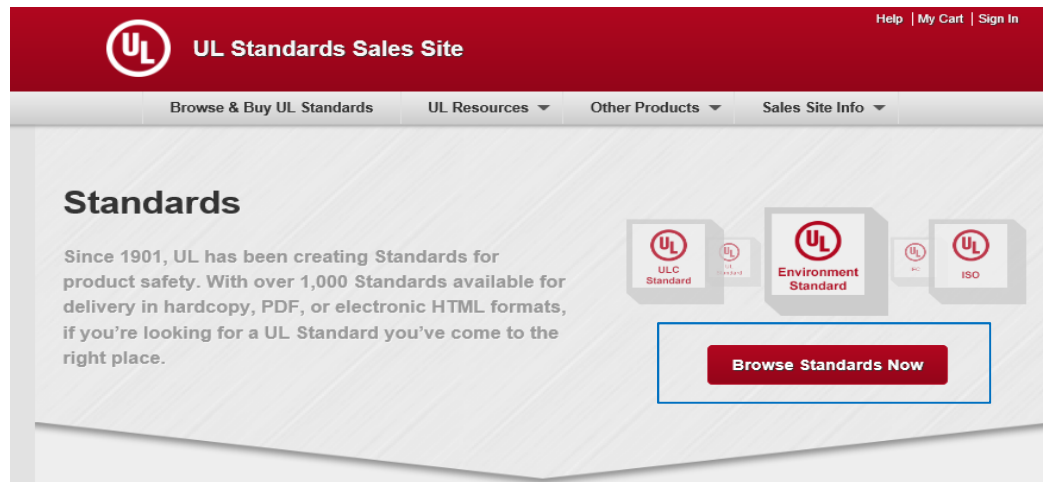 Help | My Cart | Sign In
UL
UL Standards Sales Site
Browse & Buy UL Standards
UL Resources
Other Products
Sales Site Info
Standards
Since 1901, UL has been creating Standards for
product safety. With over 1,000 Standards available for
delivery in hardcopy, PDF, or electronic HTML formats,
if you're looking for a UL Standard you've come to the
right place.
UL
ULC
Standard
UL
UL
Standard
UL
Environment
Standard
UL
IEC
UL
ISO
Browse Standards Now